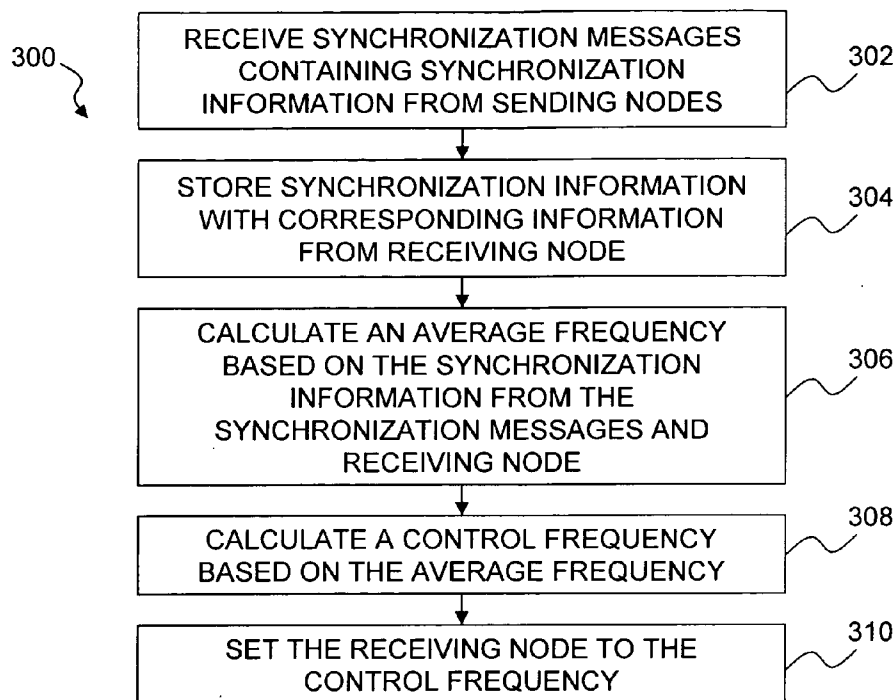 300
RECEIVE SYNCHRONIZATION MESSAGES
CONTAINING SYNCHRONIZATION
INFORMATION FROM SENDING NODES
302
STORE SYNCHRONIZATION INFORMATION
WITH CORRESPONDING INFORMATION
FROM RECEIVING NODE
304
CALCULATE AN AVERAGE FREQUENCY
BASED ON THE SYNCHRONIZATION
INFORMATION FROM THE
SYNCHRONIZATION MESSAGES AND
RECEIVING NODE
306
CALCULATE A CONTROL FREQUENCY
BASED ON THE AVERAGE FREQUENCY
308
SET THE RECEIVING NODE TO THE
CONTROL FREQUENCY
310